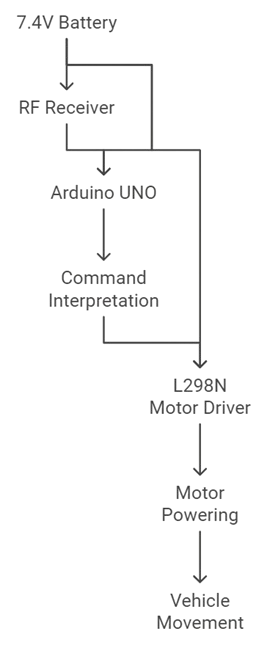 7.4V Battery
RF Receiver
Arduino UNO
Command
Interpretation
L298N
Motor Driver
Motor
Powering
Vehicle
Movement